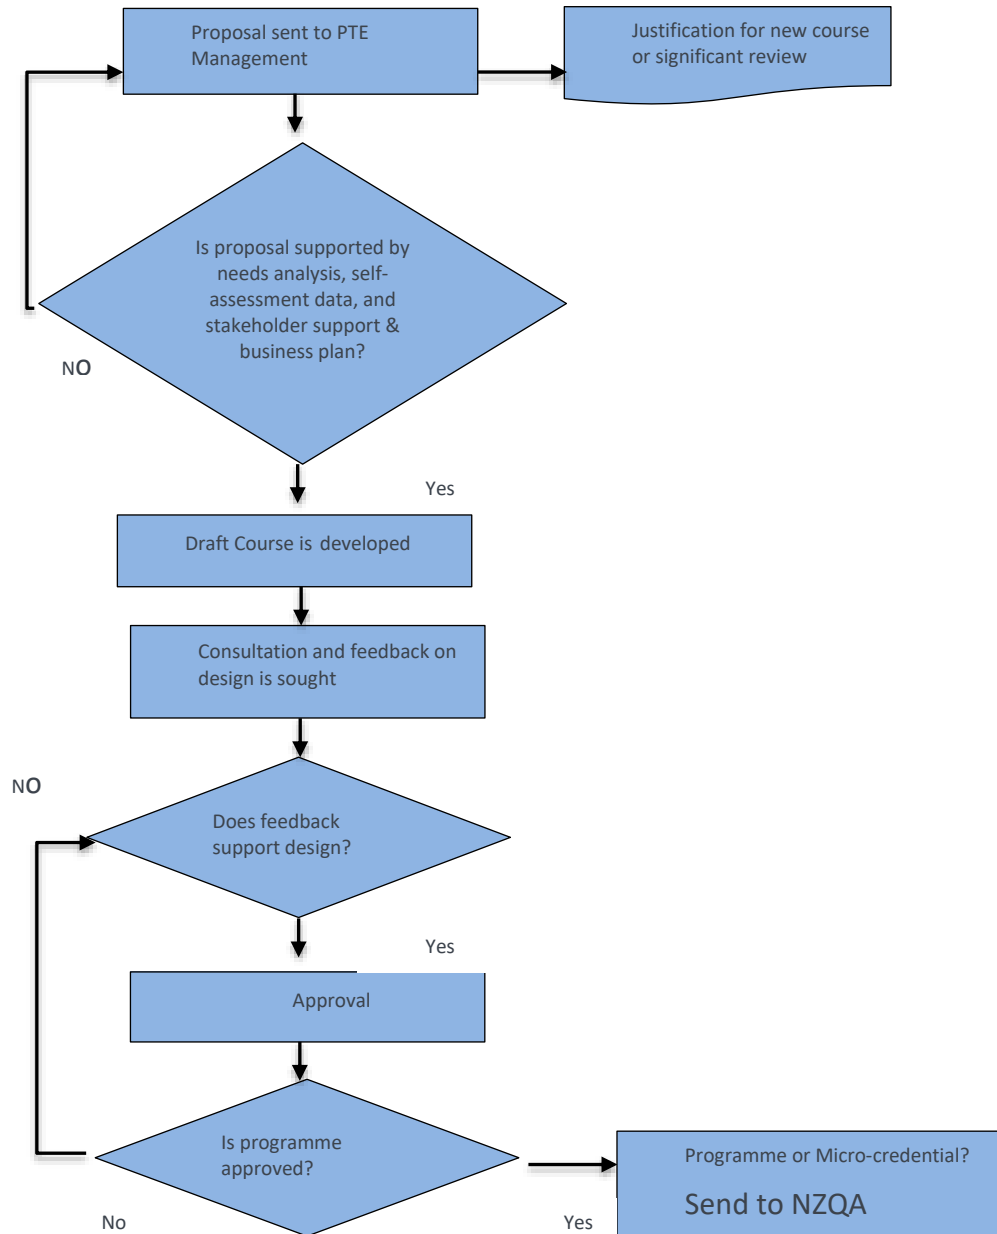 Proposal sent to PTE
Management
Justification for new course
or significant review
Is proposal supported by
needs analysis, self-
assessment data, and
stakeholder support &
business plan?
NO
Yes
Draft Course is developed
Consultation and feedback on
design is sought
NO
Does feedback
support design?
Yes
Approval
Is programme
approved?
No
Yes
Programme or Micro-credential?
Send to NZQA